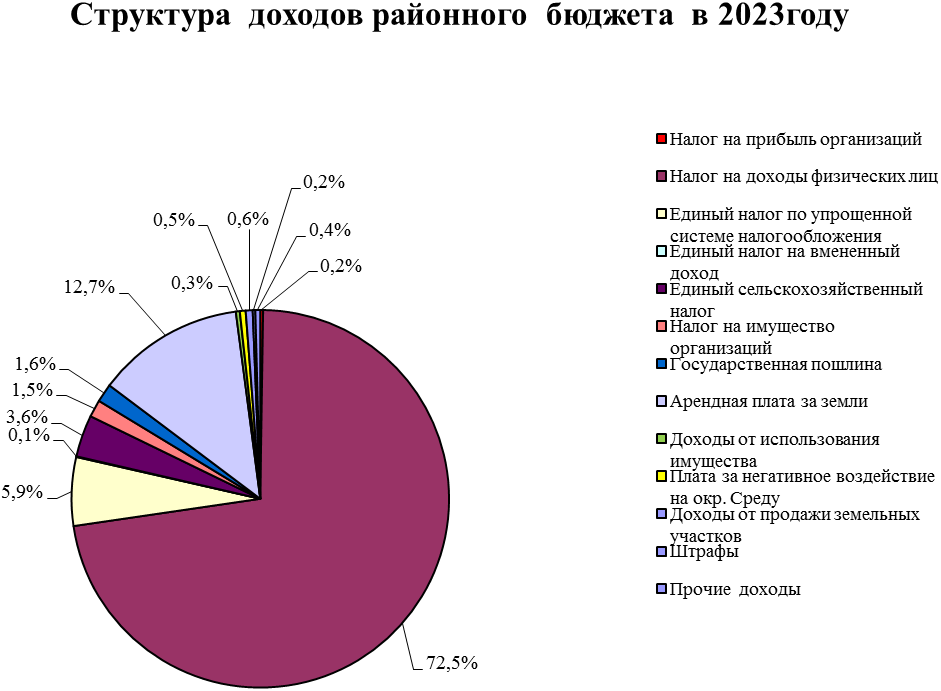 Структура доходов районного бюджета в 2023году
0,2%
0,5%
0,6%
0,4%
0,2%
0,3%
12,7%
1,6%
1,5%
3,6%
0,1%
5,9%
72,5%
Налог на прибыль организаций
Налог на доходы физических лиц
Единый налог по упрощенной
системе налогообложения
Единый налог на вмененный
доход
Единый сельскохозяйственный
налог
Налог на имущество
организаций
Государственная пошлина
Арендная плата за земли
Доходы от использования
имущества
Плата за негативное воздействие
на окр. Среду
Доходы от продажи земельных
участков
Штрафы
Прочие доходы